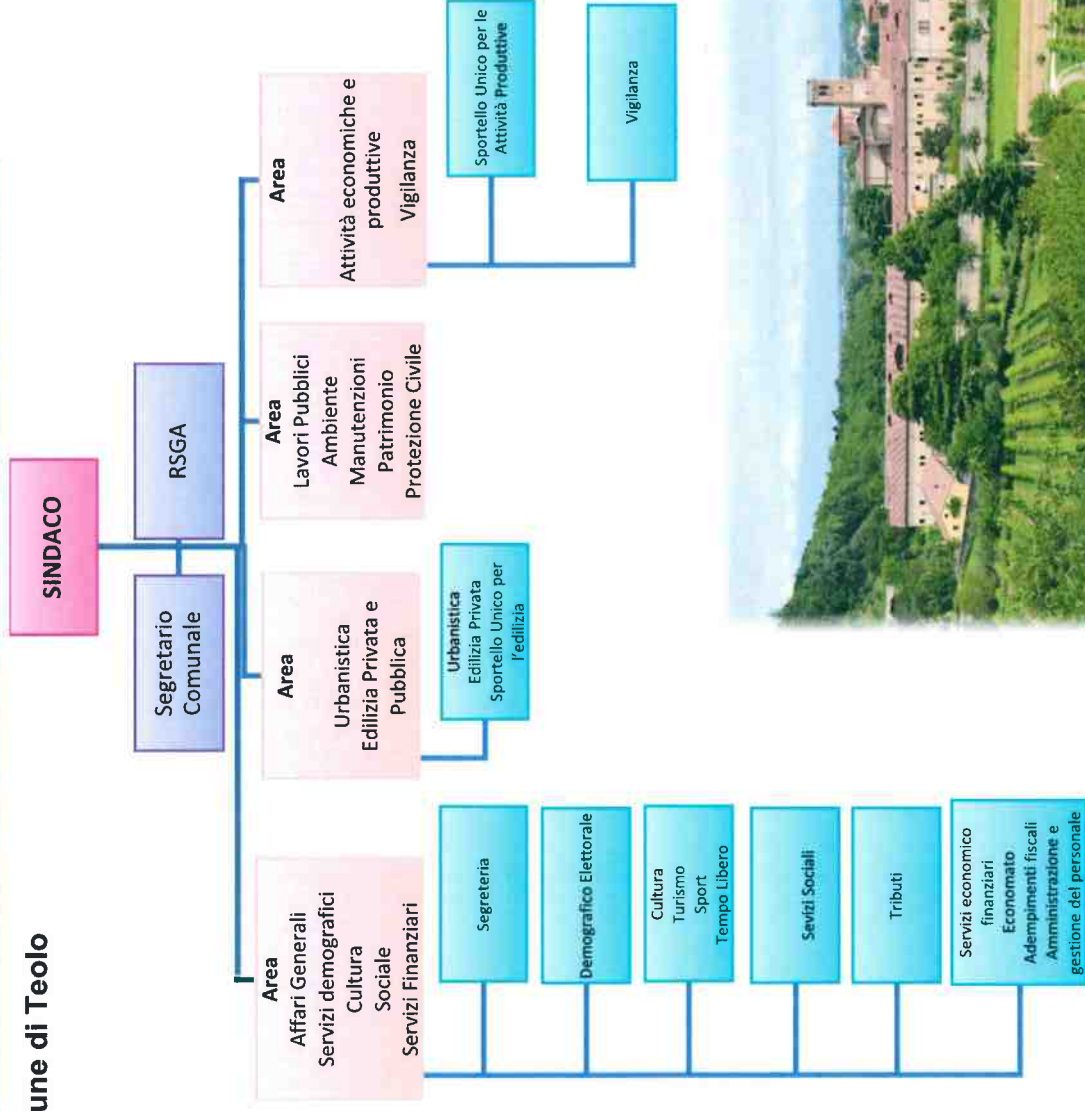 une di Teolo
SINDACO
Segretario
Comunale
RSGA
Area
Affari Generali
Servizi demografici
Cultura
Sociale
Servizi Finanziari
Segreteria
Demografico Elettorale
Cultura
Turismo
Sport
Tempo Libero
Sevizi Sociali
Tributi
Servizi economico
finanziari
Economato
Adempimenti fiscali
Amministrazione e
gestione del personale
Area
Urbanistica
Edilizia Privata e
Pubblica
Urbanistica
Edilizia Privata
Sportello Unico per
l'edilizia
Area
Lavori Pubblici
Ambiente
Manutenzioni
Patrimonio
Protezione Civile
Area
Attività economiche e
produttive
Vigilanza
Sportello Unico per le
Attività Produttive
Vigilanza